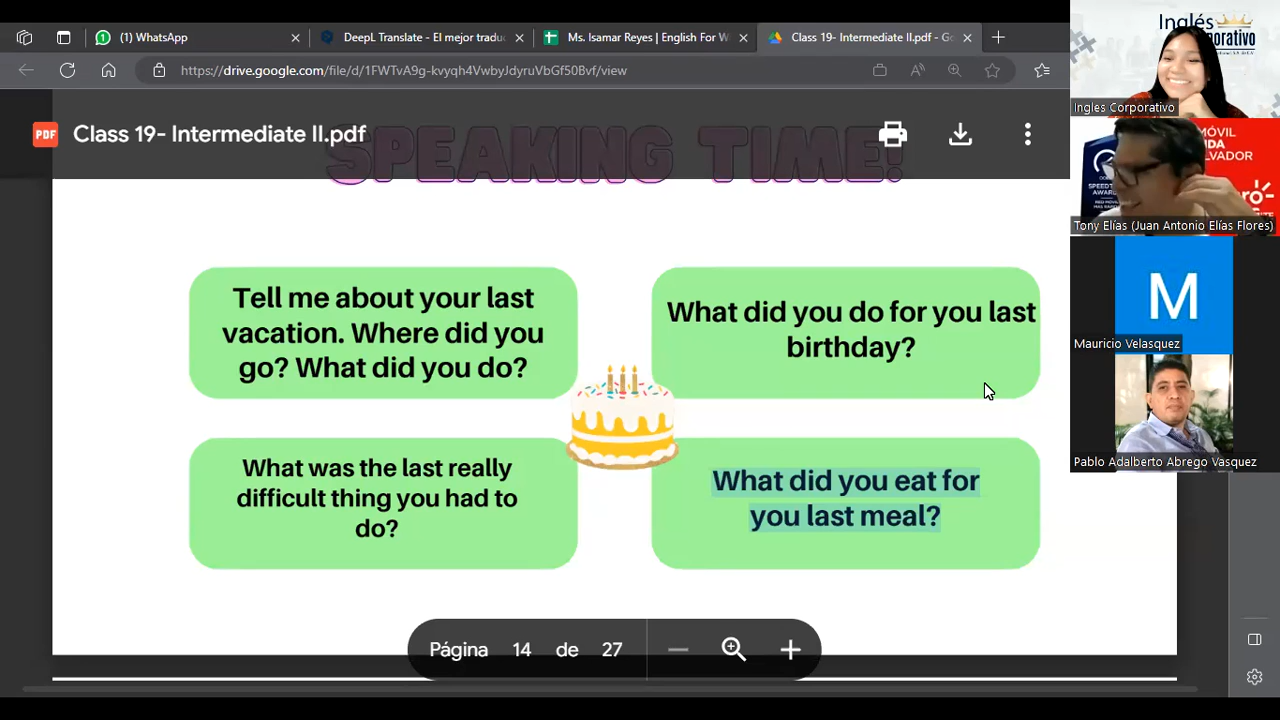 (1) WhatsApp
DeepL Translate - El mejor tradu
Ms. Isamar Reyes | English For W
Class 19- Intermediate II.pdf - Go
https://drive.google.com/file/d/1FWTvA9g-kvyqh4VwbyJdyruVbGf50Bvf/view
PDF Class 19- Intermediate II.pdf
SPEAKING TIME!
Tell me about your last
vacation. Where did you
go? What did you do?
What did you do for you last
birthday?
What was the last really
difficult thing you had to
do?
What did you eat for
you last meal?
Página 14 de 27
Inglés
Ingles Corporativo
MÓVIL
Tony Elías (Juan Antonio Elías Flores)
M
Mauricio Velasquez
Pablo Adalberto Abrego Vasquez